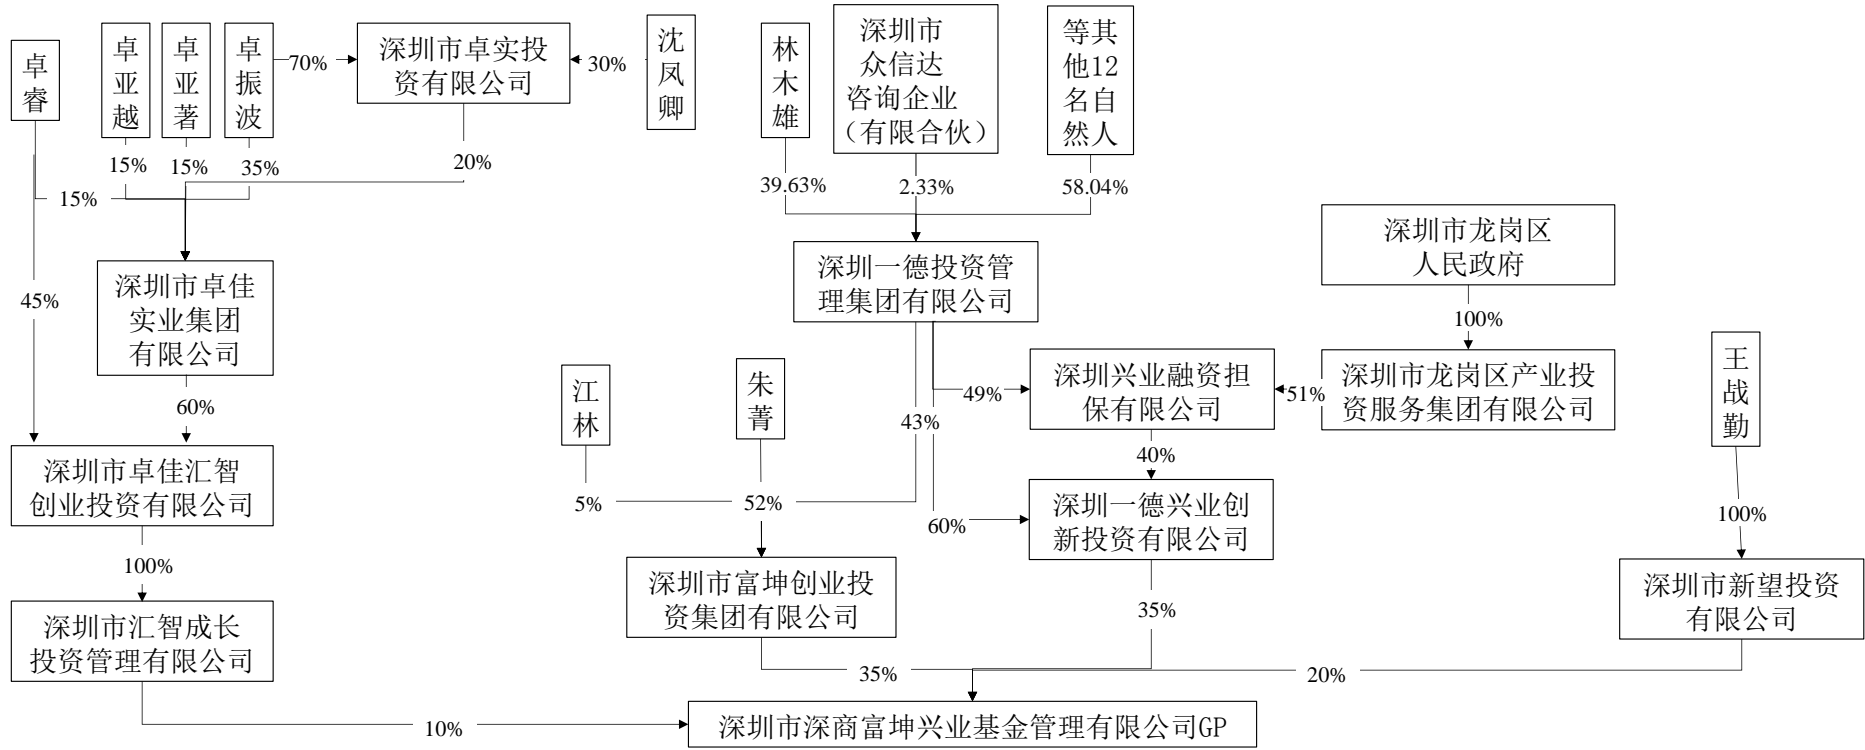 卓
睿
卓
亚
越
卓
亚
著
卓
振
波
70%
深圳市卓实投
资有限公司
30%
沈
凤
卿
林
木
雄
深圳市
众信达
咨询企业
（有限合伙）
等其
他12
名自
然人
15%
15%
35%
20%
15%
39.63%
2.33%
58.04%
深圳市龙岗区
人民政府
深圳一德投资管
理集团有限公司
深圳市卓佳
实业集团
有限公司
45%
100%
江
林
朱
菁
49%
深圳兴业融资担
保有限公司
51%
深圳市龙岗区产业投
资服务集团有限公司
王
战
勤
60%
43%
40%
深圳市卓佳汇智
创业投资有限公司
5%
52%
60%
深圳一德兴业创
新投资有限公司
100%
100%
深圳市富坤创业投
资集团有限公司
深圳市新望投资
有限公司
深圳市汇智成长
投资管理有限公司
35%
35%
20%
10%
深圳市深商富坤兴业基金管理有限公司GP